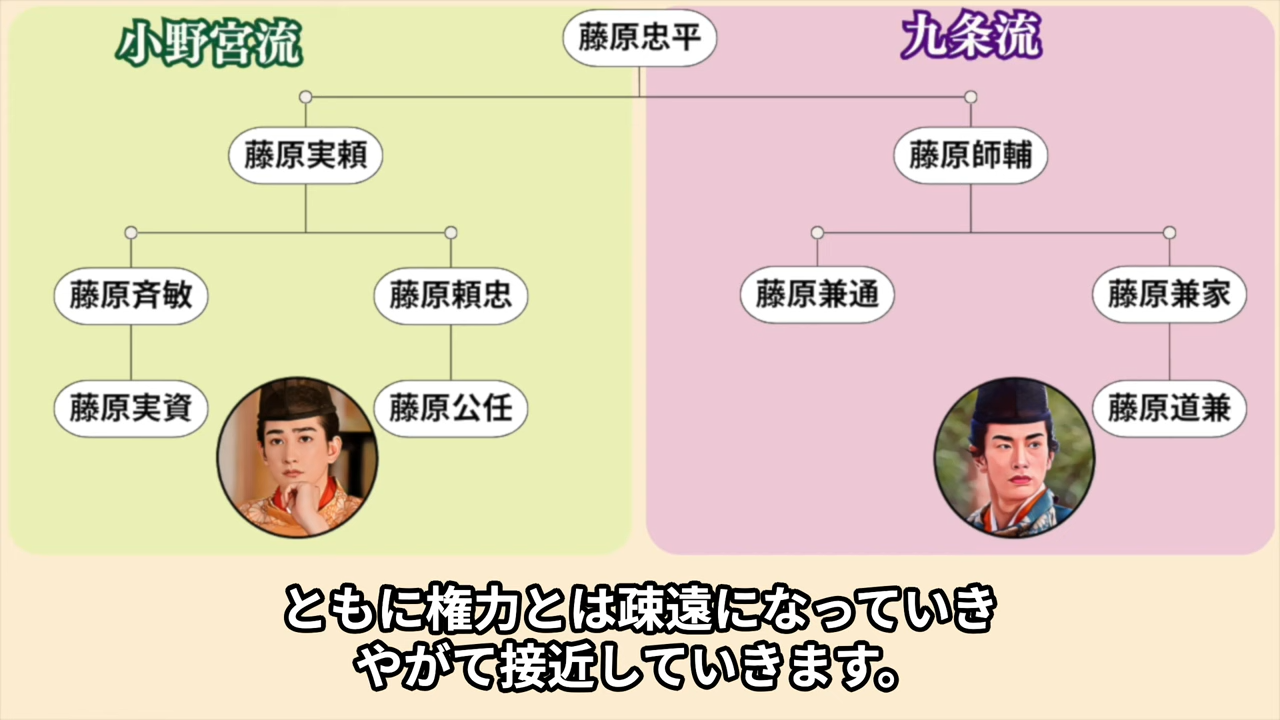 小野宮流
藤原忠平
九条流
藤原実頼
藤原師輔
藤原斉敏
藤原頼忠
藤原兼通
藤原兼家
藤原実資
藤原公任
藤原道兼
ともに権力とは疎遠になっていき
やがて接近していきます。